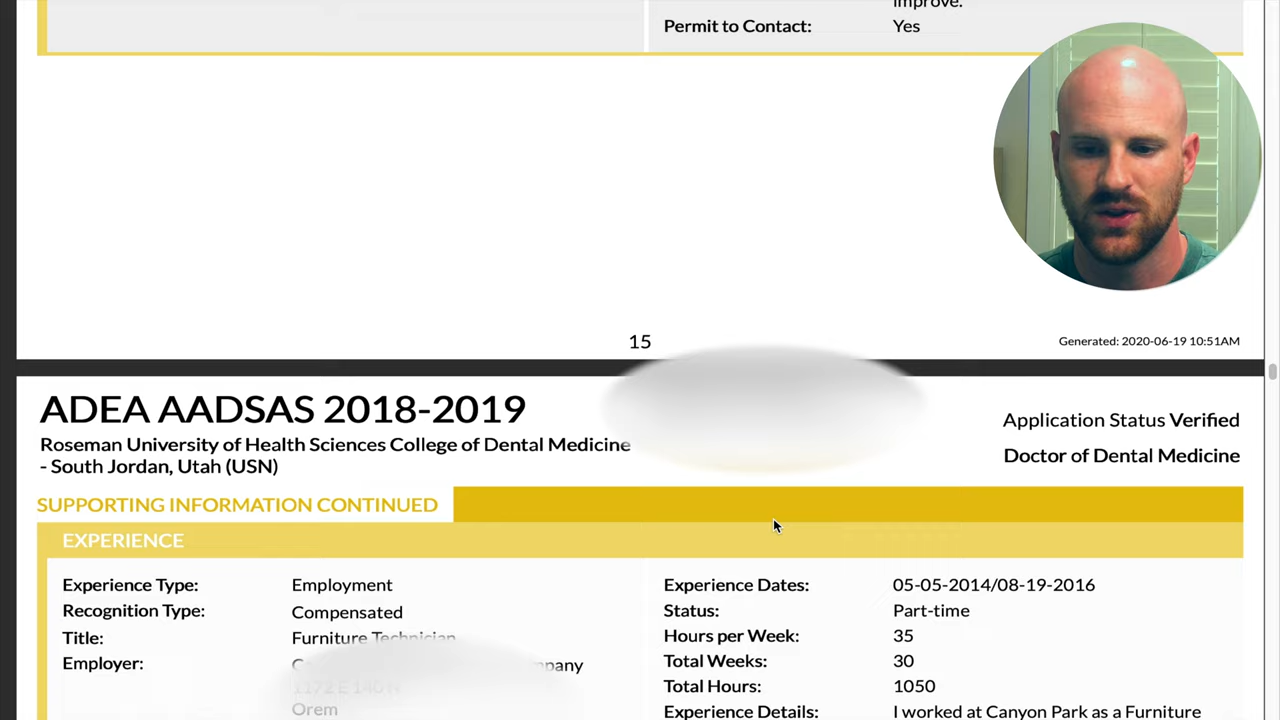 improve.
Permit to Contact: Yes
15
Generated: 2020-06-19 10:51AM
ADEA AADSAS 2018-2019
Roseman University of Health Sciences College of Dental Medicine
- South Jordan, Utah (USN)
Application Status Verified
Doctor of Dental Medicine
SUPPORTING INFORMATION CONTINUED
EXPERIENCE
Experience Type: Employment
Recognition Type: Compensated
Title: Furniture Technician
Employer:
Orem
Experience Dates: 05-05-2014/08-19-2016
Status: Part-time
Hours per Week: 35
Total Weeks: 30
Total Hours: 1050
Experience Details: I worked at Canyon Park as a Furniture